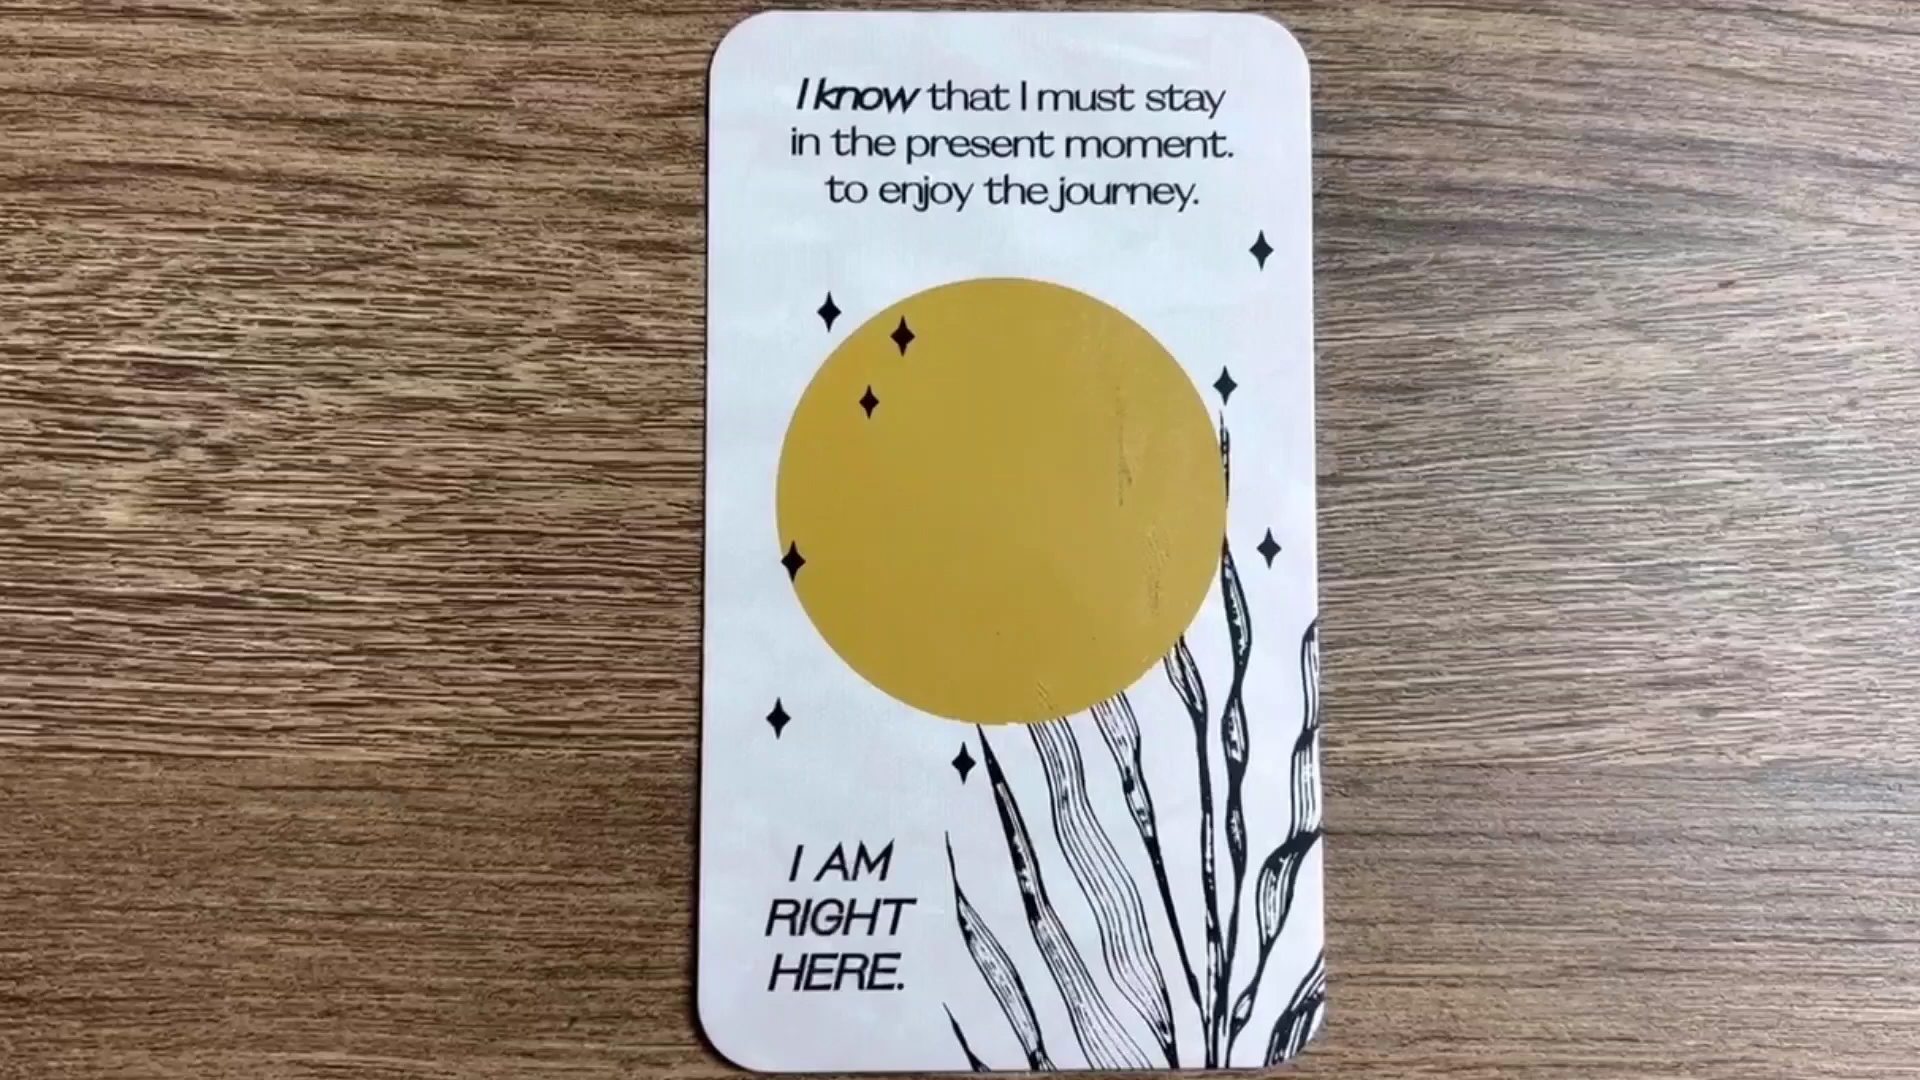 I know that I must stay
in the present moment.
to enjoy the journey.
I AM
RIGHT
HERE.